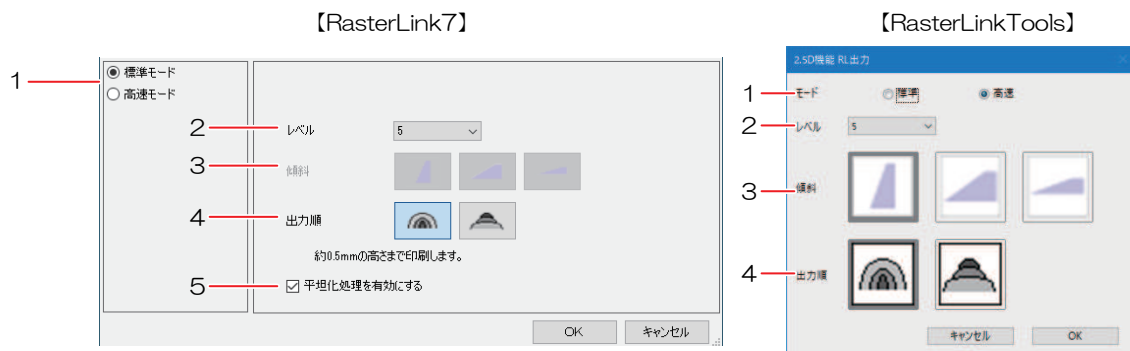 【RasterLink7】
1
標準モード
高速モード
2
レベル
5
3
傾斜
4
出力順
約0.5mmの高さまで印刷します。
5
平坦化処理を有効にする
OK
キャンセル
【RasterLinkTools】
2.5D機能 RL出力
1
モード
標準
高速
2
レベル
5
3
傾斜
4
出力順
キャンセル
OK